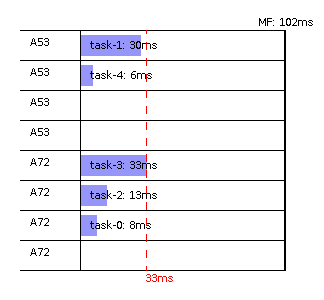 MF: 102ms
A53 task-1: 30ms
A53 task-4: 6ms
A53
A53
A72 task-3: 33ms
A72 task-2: 13ms
A72 task-0: 8ms
A72
33ms